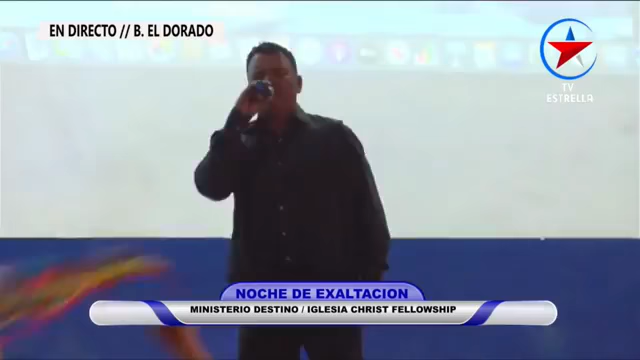 EN DIRECTO // B. EL DORADO
TV
ESTRELLA
NOCHE DE EXALTACION
MINISTERIO DESTINO / IGLESIA CHRIST FELLOWSHIP